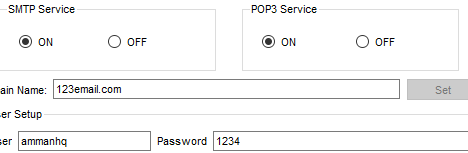 SMTP Service POP3 Service
ON OFF ON OFF
ain Name: 123email.com Set
ser Setup
ser ammanhq Password 1234